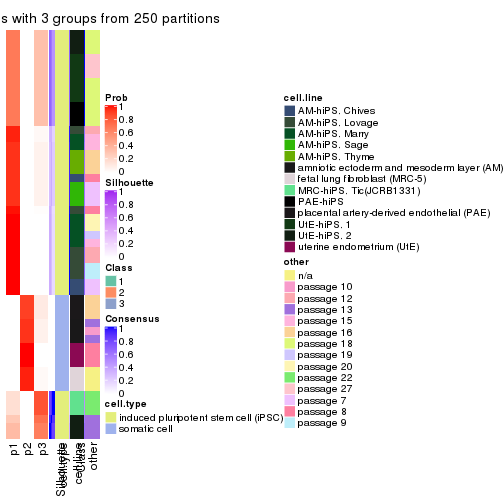 s with 3 groups from 250 partitions
Prob
1
0.8
0.6
0.4
0.2
0
Silhouette
1
0.8
0.6
0.4
0.2
0
Class
1
2
3
Consensus
1
0.8
0.6
0.4
0.2
0
cell.type
induced pluripotent stem cell (iPSC)
somatic cell
cell.line
AM-hiPS. Chives
AM-hiPS. Lovage
AM-hiPS. Marry
AM-hiPS. Sage
AM-hiPS. Thyme
amniotic ectoderm and mesoderm layer (AM)
fetal lung fibroblast (MRC-5)
MRC-hiPS. Tic(JCRB1331)
PAE-hiPS
placental artery-derived endothelial (PAE)
UtE-hiPS. 1
UtE-hiPS. 2
uterine endometrium (UtE)
other
n/a
passage 10
passage 12
passage 13
passage 15
passage 16
passage 18
passage 19
passage 20
passage 22
passage 27
passage 7
passage 8
passage 9
p1
p2
p3
Silhouette
cell.type
cell.line
Class
other